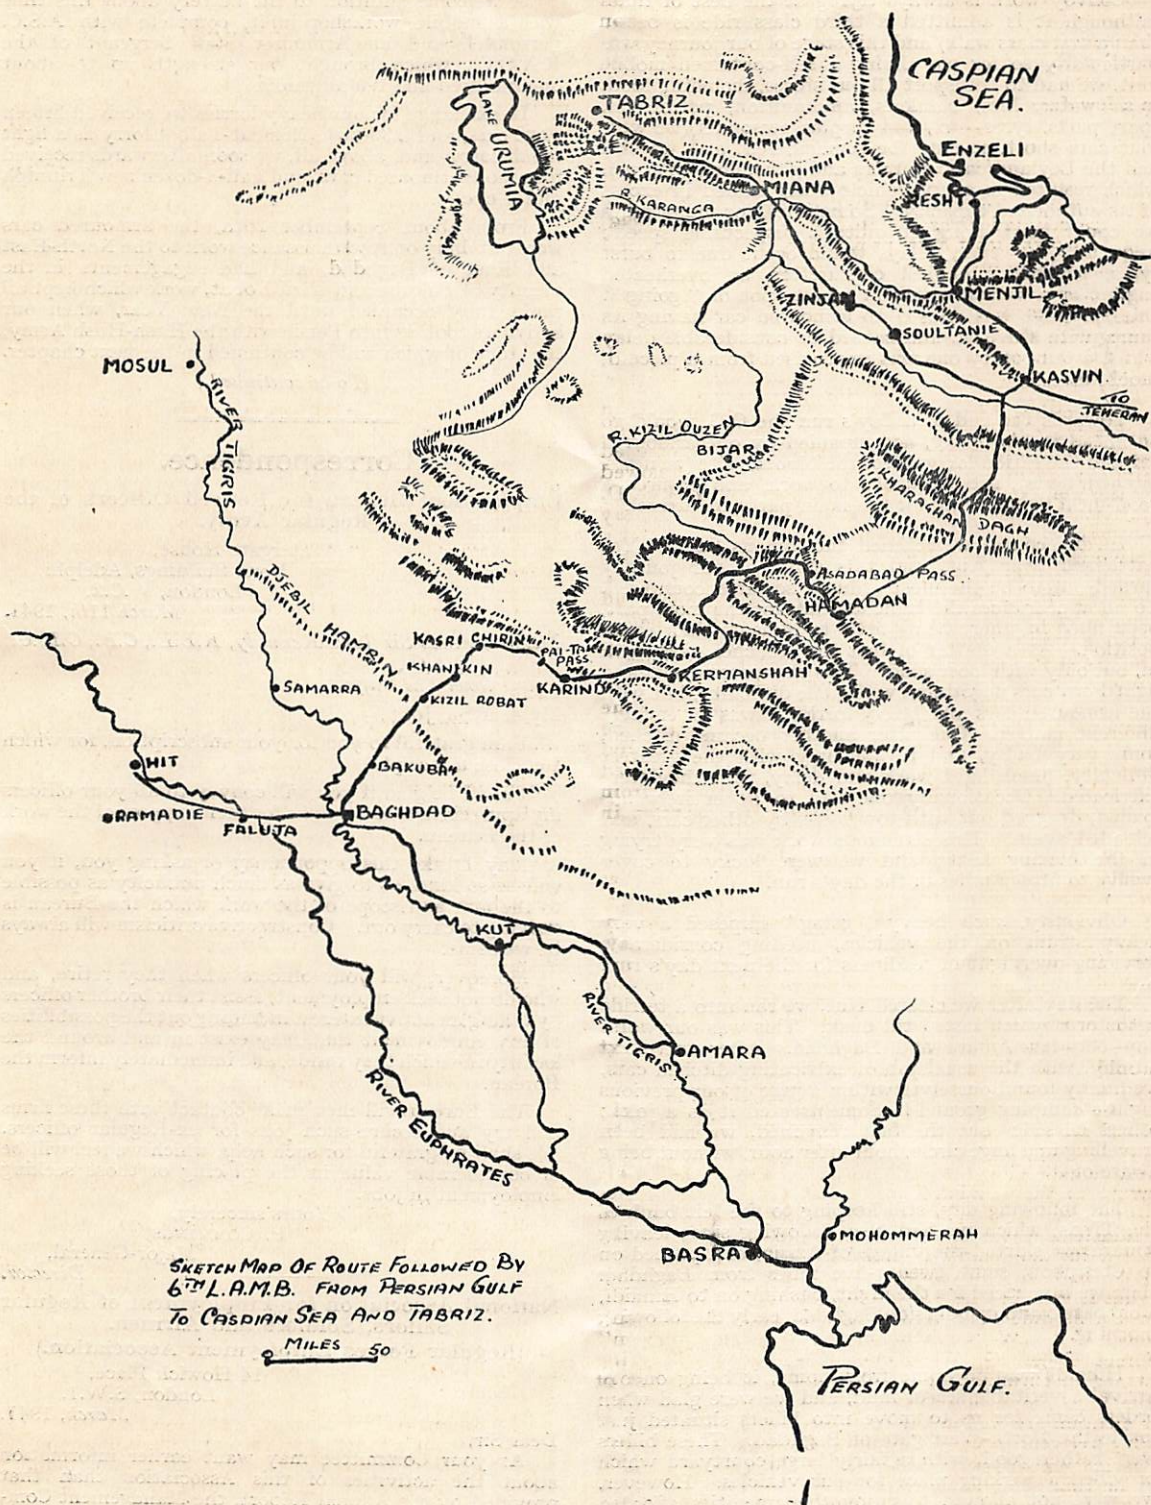 CASPIAN
SEA.
TABRIZ
LAKE URUMIA
ENZELI
MIANA
RESHT
R. KARANGA
MENJIL
ZINJAN
SOULTANIE
MOSUL
KASVIN
TO
TEHERAN
RIVER TIGRIS
R. KIZIL OUZEN
BIJAR
KHARAGHAN DAGH
DJEBIL HAMRIN
ASADABAD PASS.
HAMADAN
KASRI CHIRIN
PAI-TAK
PASS
KHANIKIN
KARIND
KERMANSHAH
SAMARRA
KIZIL ROBAT
HIT
BAKUBA
RAMADIE
FALUJA
BAGHDAD
KUT
RIVER TIGRIS
AMARA
RIVER EUPHRATES
BASRA
MOHOMMERAH
SKETCH MAP OF ROUTE FOLLOWED BY
6TH L.A.M.B. FROM PERSIAN GULF
TO CASPIAN SEA AND TABRIZ.
MILES 50
PERSIAN GULF.